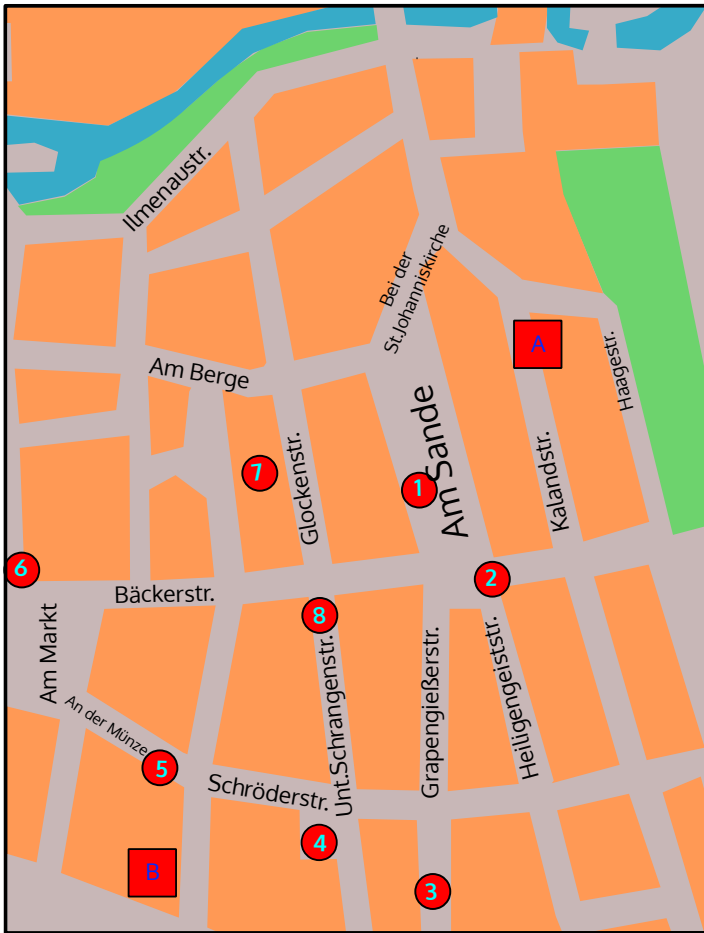 Ilmenaustr.
Bei der
St.Johanniskirche
A
Haagestr.
Am Berge
Am Sande
7
Glockenstr.
1
Kalandstr.
6
2
Bäckerstr.
8
Am Markt
Unt.Schrangenstr.
Grapengießerstr.
Heiligengeiststr.
An der Münze
5
Schröderstr.
4
B
3